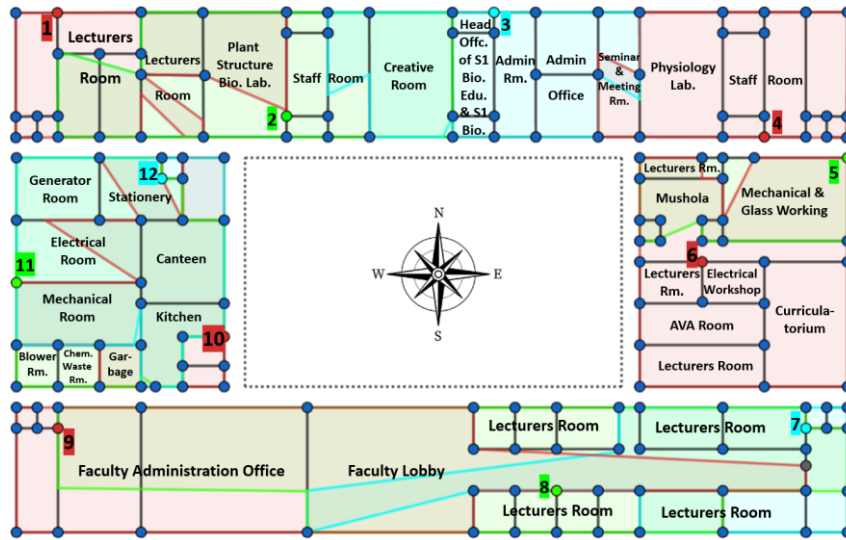 1
Lecturers
Room
Lecturers
Room
Plant
Structure
Bio. Lab.
2
Staff
Room
Creative
Room
Head
Offc.
of S1
Bio.
Edu.
& S1
Bio.
3
Admin
Rm.
Admin
Office
Seminar
&
Meeting
Rm.
Physiology
Lab.
Staff
Room
4
Generator
Room
12
Stationery
Electrical
Room
Canteen
11
Mechanical
Room
Kitchen
10
Blower
Rm.
Chem.
Waste
Rm.
Gar-
bage
N
W
E
S
Lecturers Rm.
5
Mushola
Mechanical &
Glass Working
6
Lecturers
Rm.
Electrical
Workshop
Curricula-
torium
AVA Room
Lecturers Room
9
Faculty Administration Office
Faculty Lobby
Lecturers Room
Lecturers Room
7
8
Lecturers Room
Lecturers Room